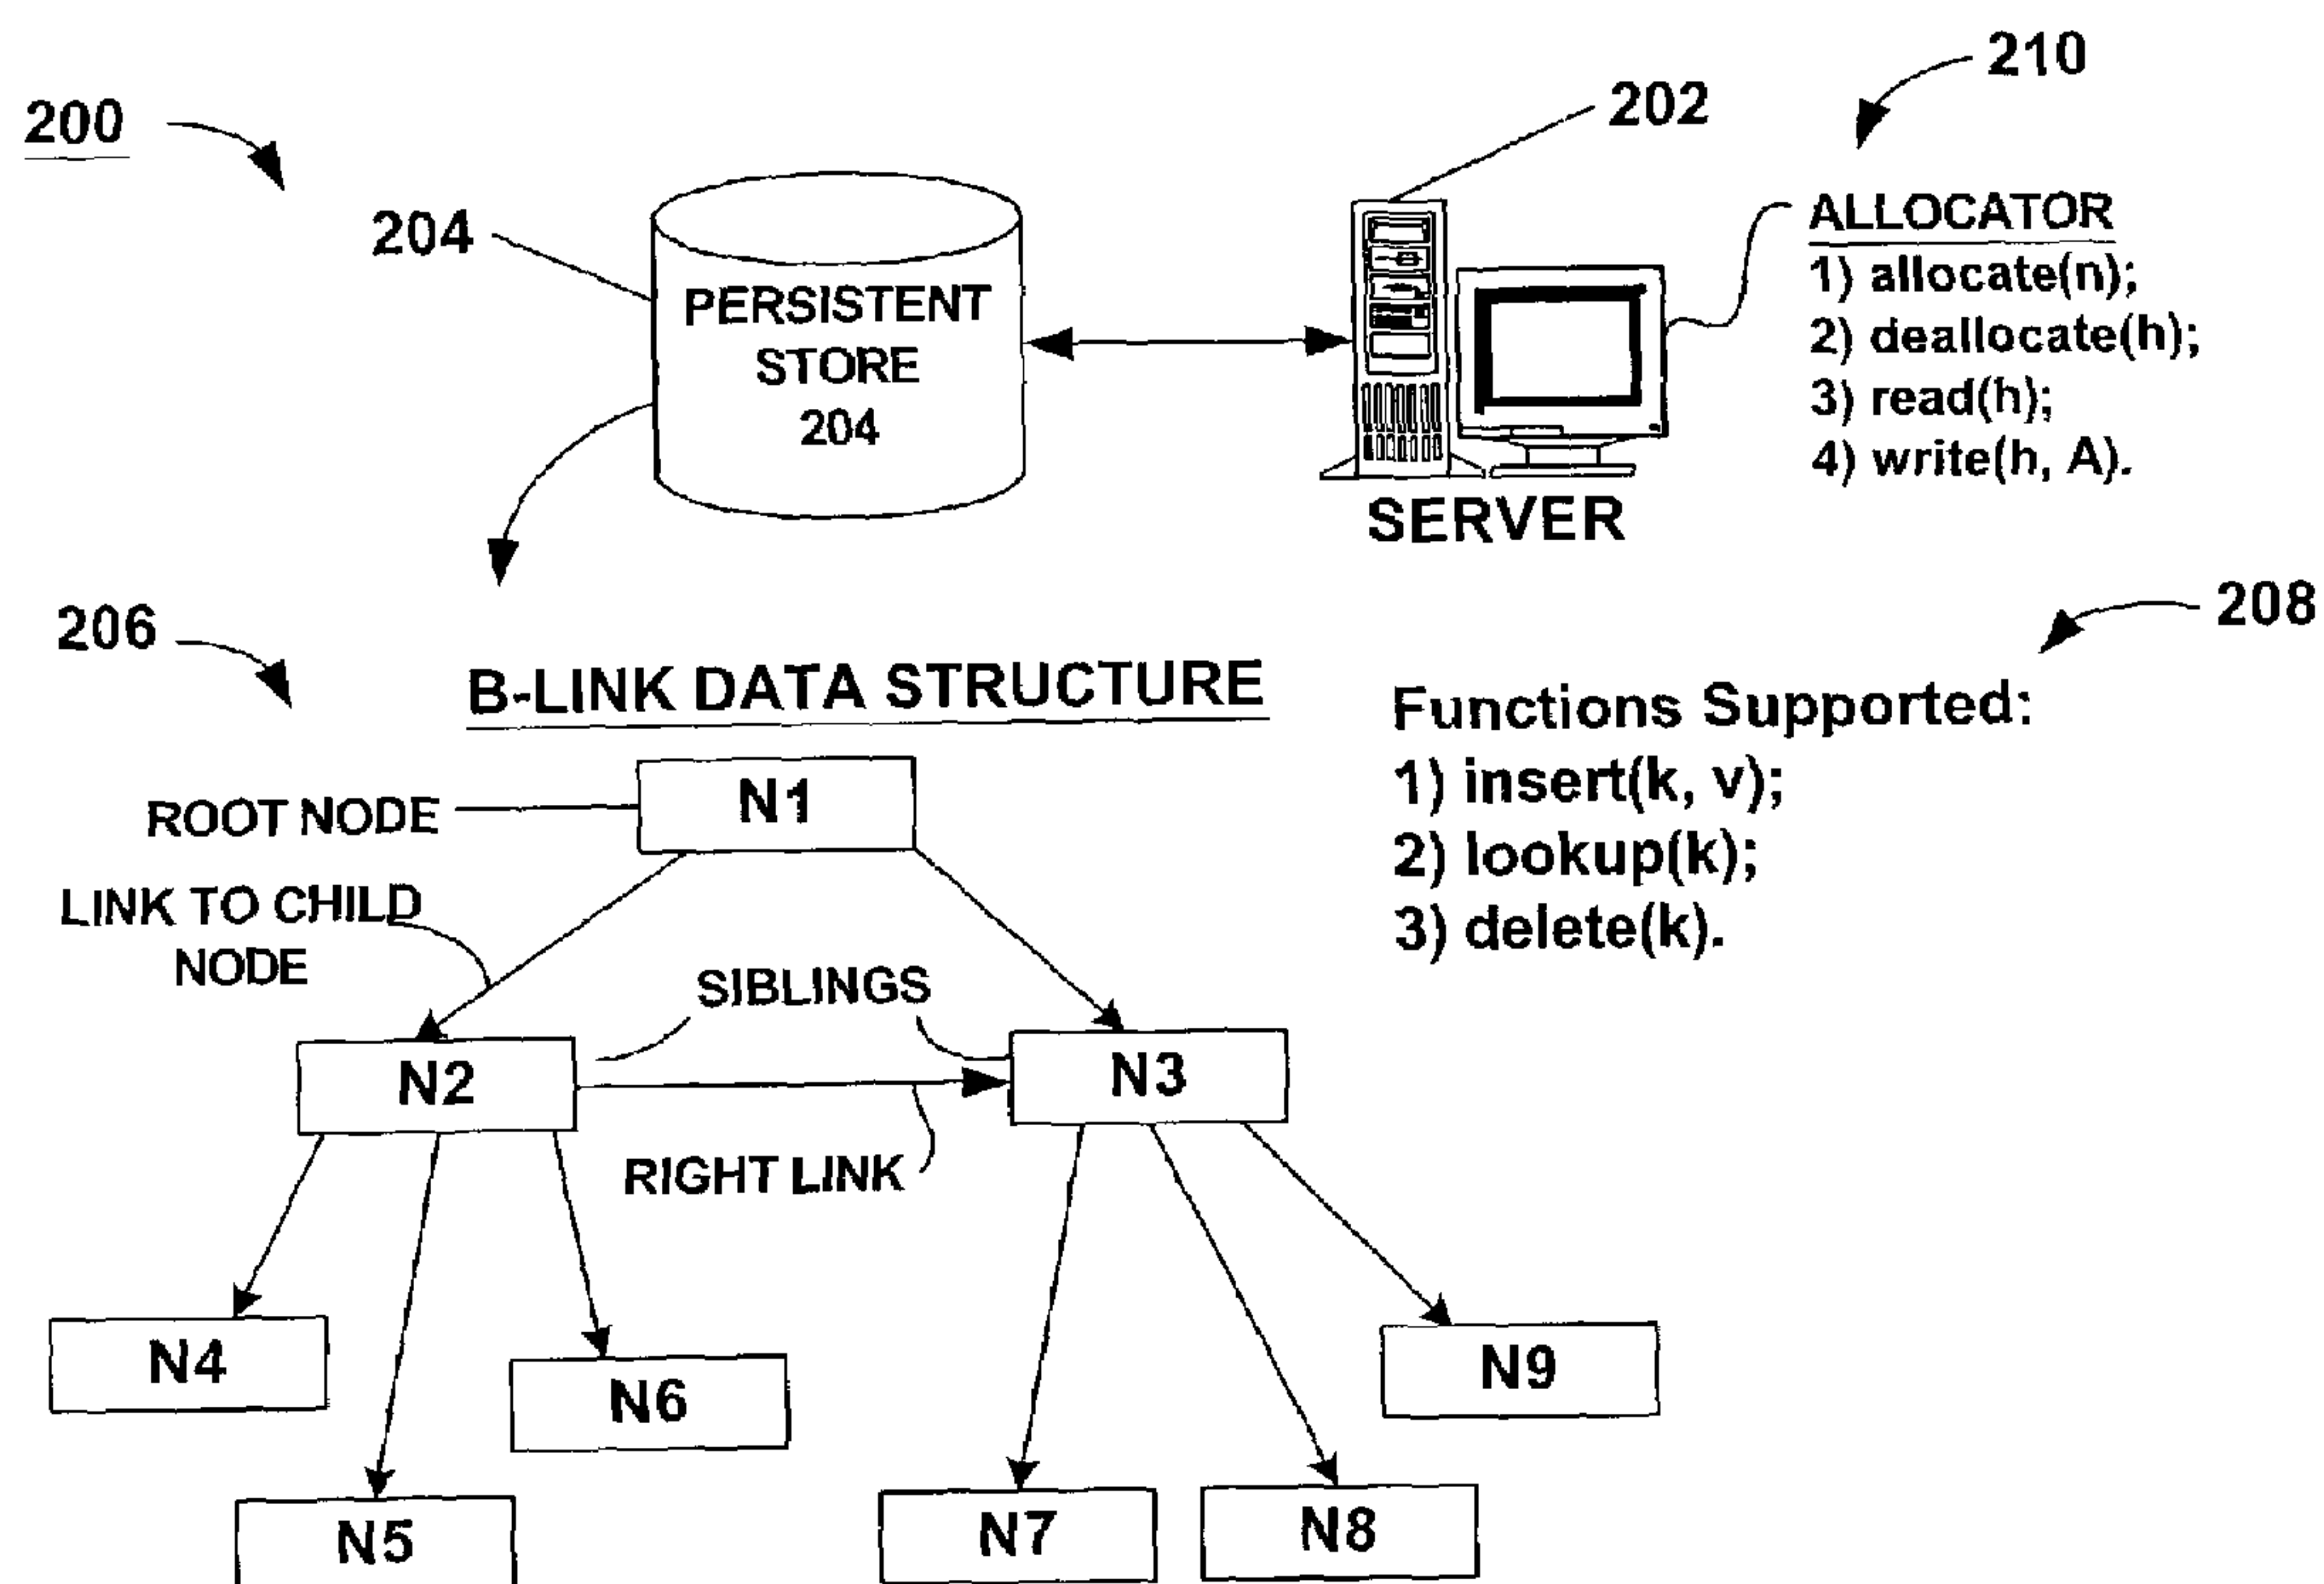 210
202
200
204
ALLOCATOR
1) allocate(n);
2) deallocate(h);
3) read(h);
4) write(h, A).
PERSISTENT
STORE
204
SERVER
206
208
B-LINK DATA STRUCTURE
Functions Supported:
1) insert(k, v);
2) lookup(k);
3) delete(k).
N1
ROOT NODE
LINK TO CHILD
NODE
SIBLINGS
N2
N3
RIGHT LINK
N4
N6
N9
N5
N7
N8